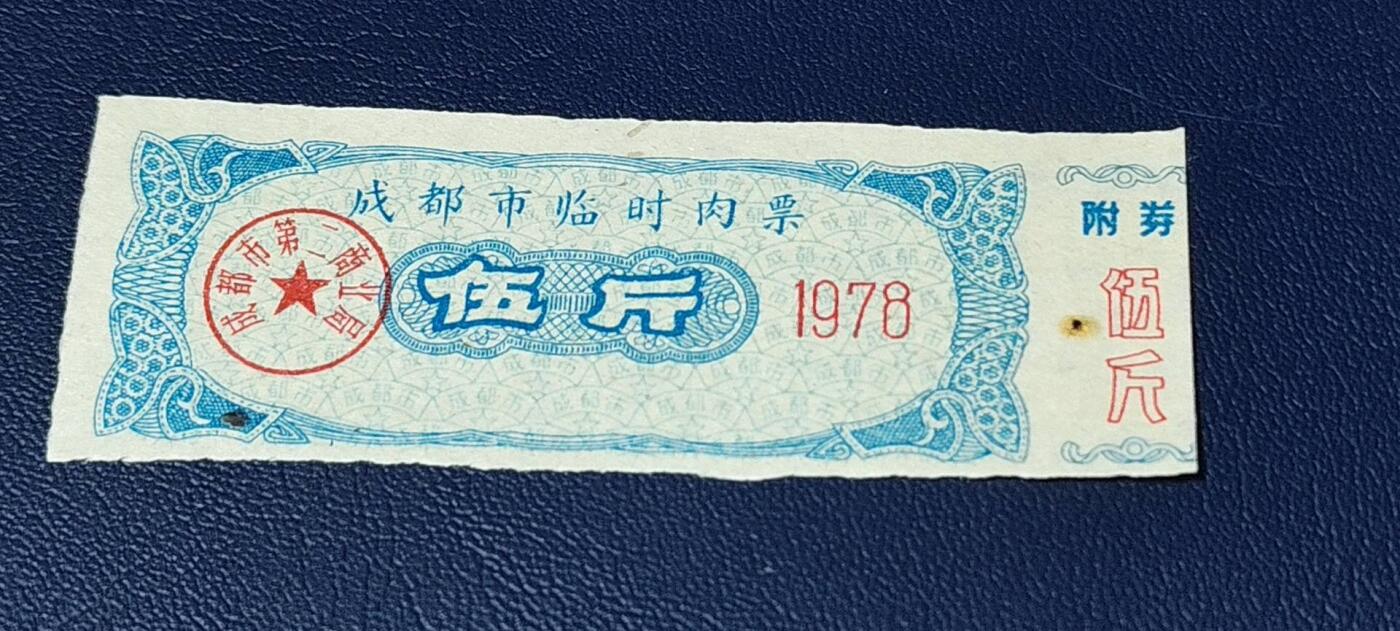 成都市临时肉票
成都市第二商业局
伍斤
1978
附券
伍斤